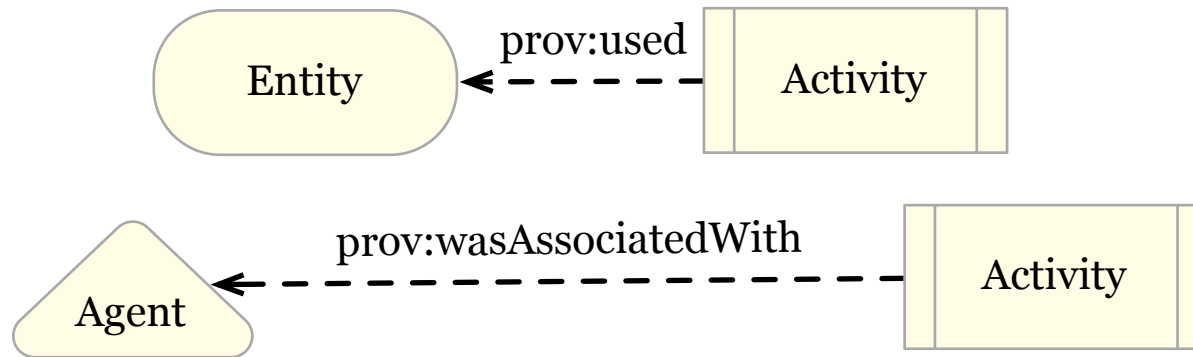 prov:used
Entity
Activity
prov:wasAssociatedWith
Activity
Agent